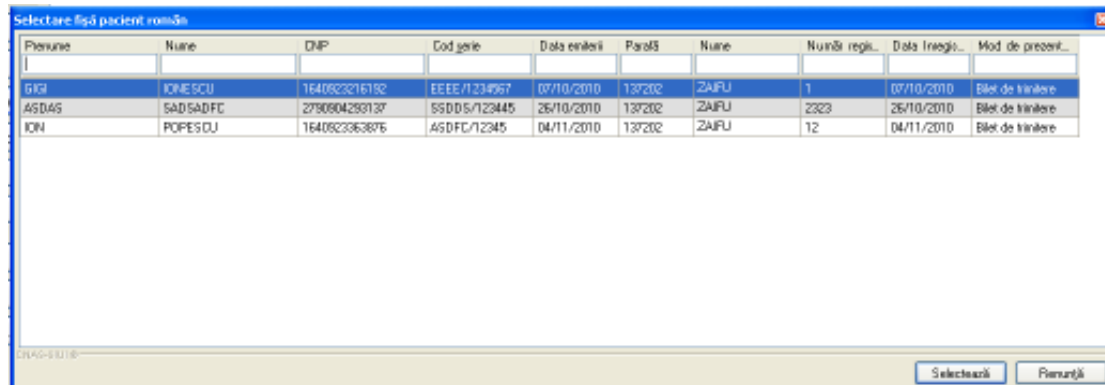 Selectare fişă pacient român
Prenume Nume CNP Cod serie Data emiterii Parafă Nume Număr regis... Data înregis... Mod de prezent...
GIGI IONESCU 1640923216192 EEEE/1234567 07/10/2010 137202 ZAIFU 1 07/10/2010 Bilet de trimitere
ASDAS SADSADFC 2790904293137 SSDDS/123445 26/10/2010 137202 ZAIFU 2323 26/10/2010 Bilet de trimitere
ION POPESCU 1640923363876 ASDFC/12345 04/11/2010 137202 ZAIFU 12 04/11/2010 Bilet de trimitere
CNAS-SIUI®
Selectează Renunţă